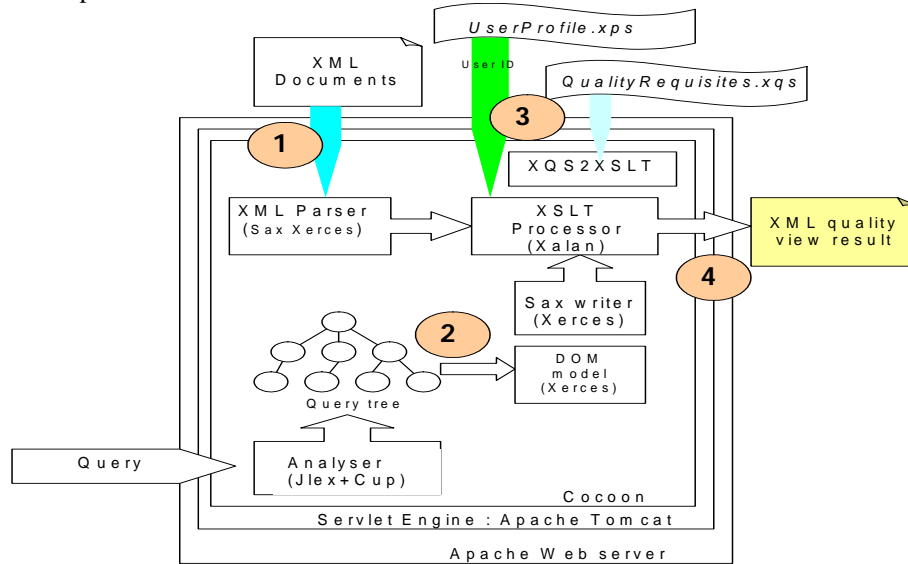 UserProfile.xps
XML
Documents
User ID
QualityRequisites.xqs
3
1
XQS2XSLT
XML Parser
(Sax Xerces)
XSLT
Processor
(Xalan)
XML quality
view result
4
Sax writer
(Xerces)
2
DOM
model
(Xerces)
Query tree
Query
Analyser
(Jlex+Cup)
Cocoon
Servlet Engine : Apache Tomcat
Apache Web server